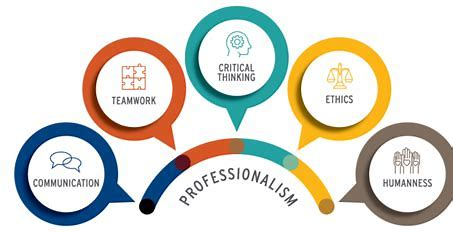 CRITICAL
THINKING
TEAMWORK
ETHICS
COMMUNICATION
HUMANNESS
PROFESSIONALISM